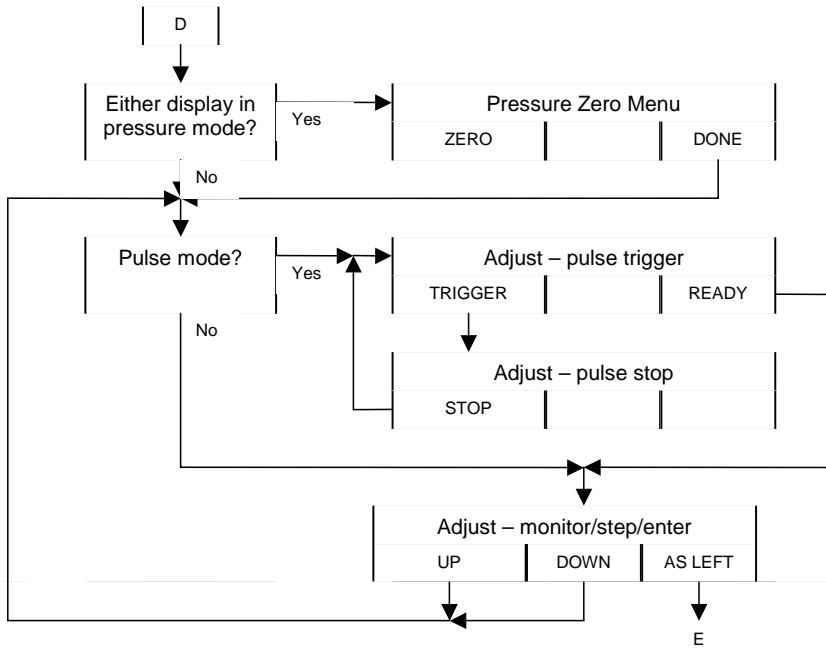 D
Either display in
pressure mode?
Yes
Pressure Zero Menu
ZERO
DONE
No
Pulse mode?
Yes
Adjust – pulse trigger
TRIGGER
READY
No
Adjust – pulse stop
STOP
Adjust – monitor/step/enter
UP
DOWN
AS LEFT
E